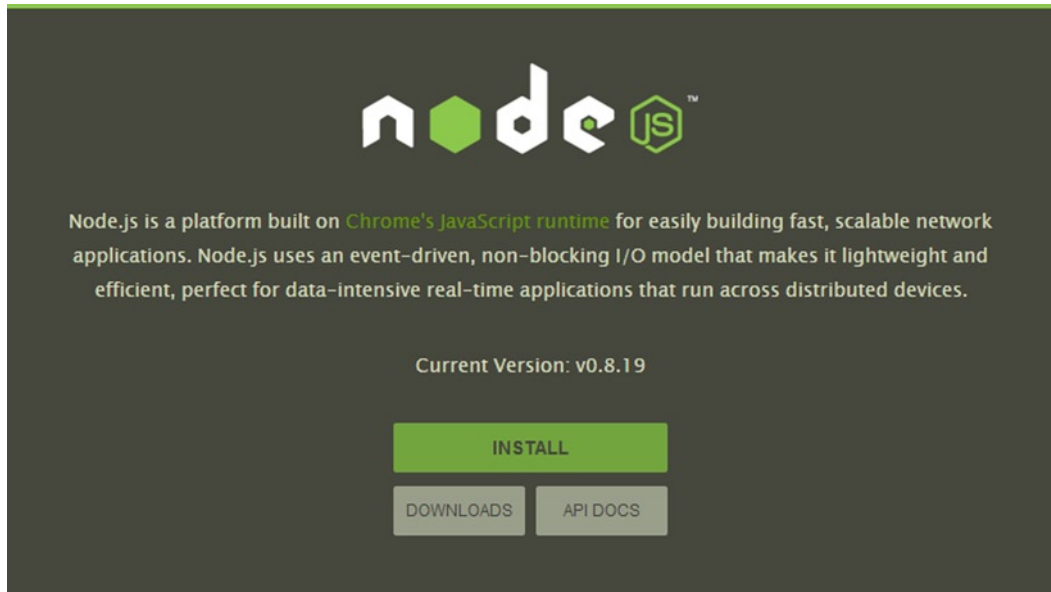 node JS™
Node.js is a platform built on Chrome's JavaScript runtime for easily building fast, scalable network
applications. Node.js uses an event-driven, non-blocking I/O model that makes it lightweight and
efficient, perfect for data-intensive real-time applications that run across distributed devices.
Current Version: v0.8.19
INSTALL
DOWNLOADS API DOCS